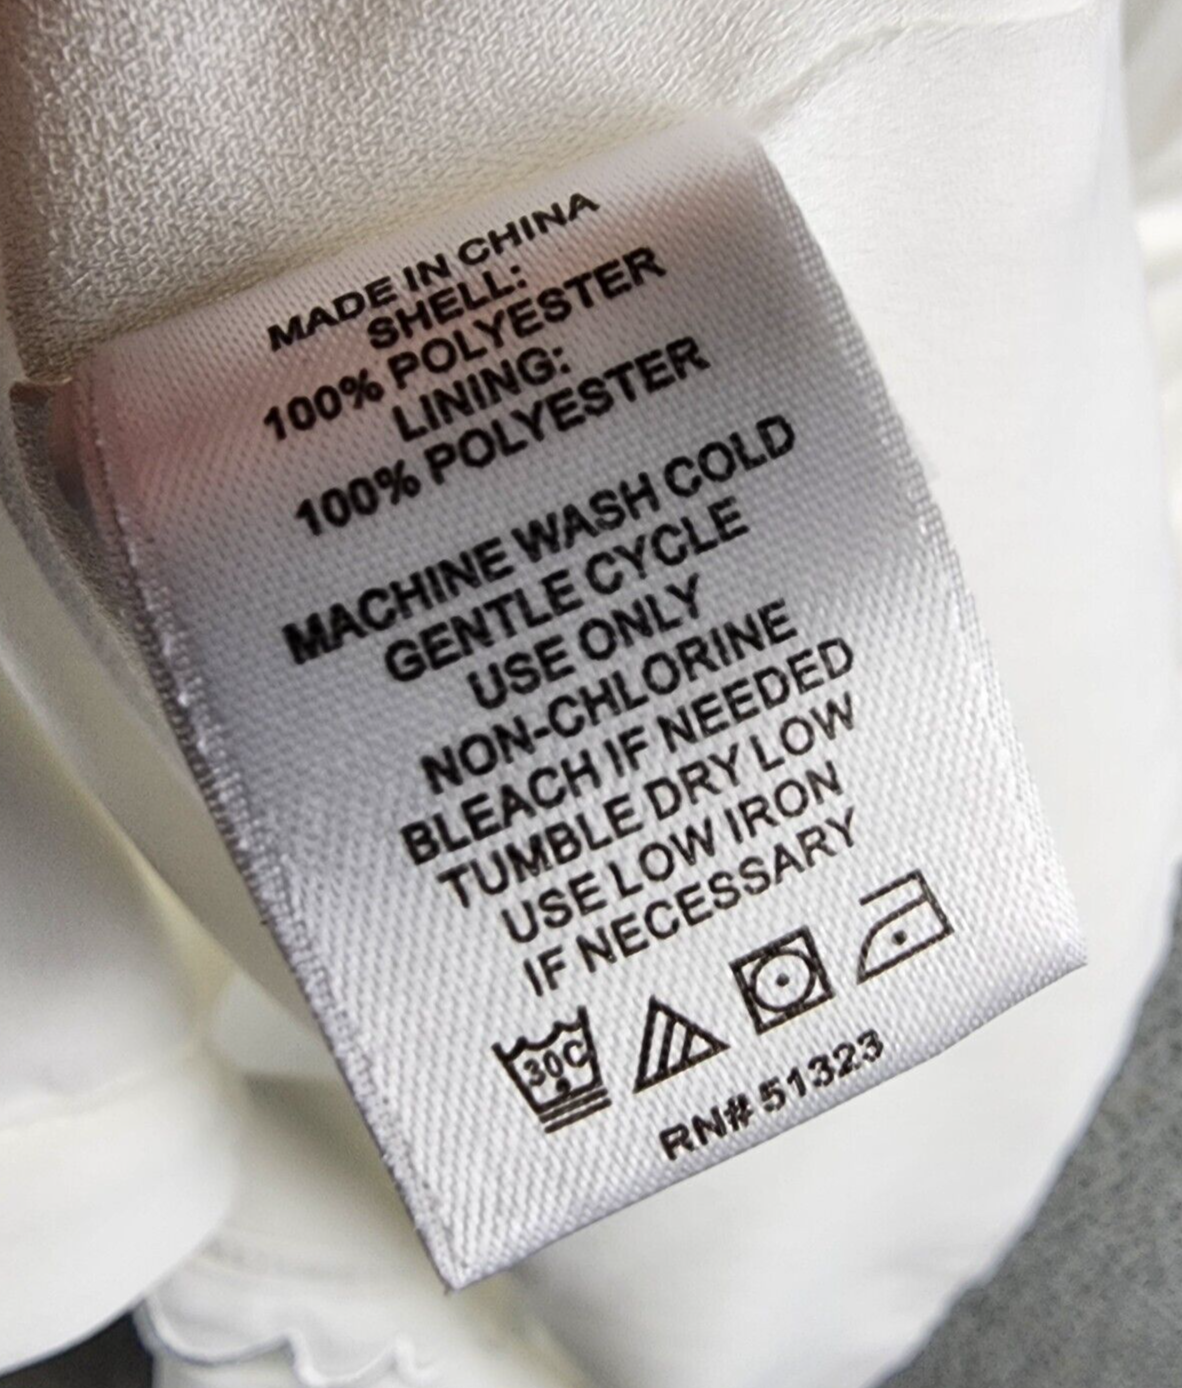 MADE IN CHINA
SHELL:
100% POLYESTER
LINING:
100% POLYESTER
MACHINE WASH COLD
GENTLE CYCLE
USE ONLY
NON-CHLORINE
BLEACH IF NEEDED
TUMBLE DRY LOW
USE LOW IRON
IF NECESSARY
30C
RN# 51323